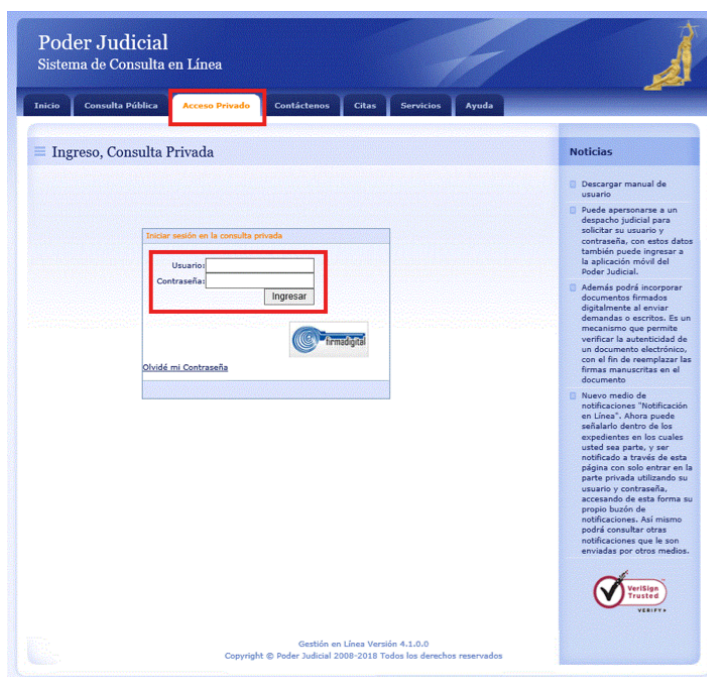 Poder Judicial
Sistema de Consulta en Línea
Inicio Consulta Pública Acceso Privado Contáctenos Citas Servicios Ayuda
Ingreso, Consulta Privada
Iniciar sesión en la consulta privada
Usuario:
Contraseña:
Ingresar
firmadigital
Olvidé mi Contraseña
Noticias
Descargar manual de
usuario
Puede apersonarse a un
despacho judicial para
solicitar su usuario y
contraseña, con estos datos
también puede ingresar a
la aplicación móvil del
Poder Judicial.
Además podrá incorporar
documentos firmados
digitalmente al enviar
demandas o escritos. Es un
mecanismo que permite
verificar la autenticidad de
un documento electrónico,
con el fin de reemplazar las
firmas manuscritas en el
documento
Nuevo medio de
notificaciones "Notificación
en Línea". Ahora puede
señalarlo dentro de los
expedientes en los cuales
usted sea parte, y ser
notificado a través de esta
página con solo entrar en la
parte privada utilizando su
usuario y contraseña,
accesando de esta forma su
propio buzón de
notificaciones. Así mismo
podrá consultar otras
notificaciones que le son
enviadas por otros medios.
VeriSign
Trusted
VERIFY
Gestión en Línea Versión 4.1.0.0
Copyright © Poder Judicial 2008-2018 Todos los derechos reservados